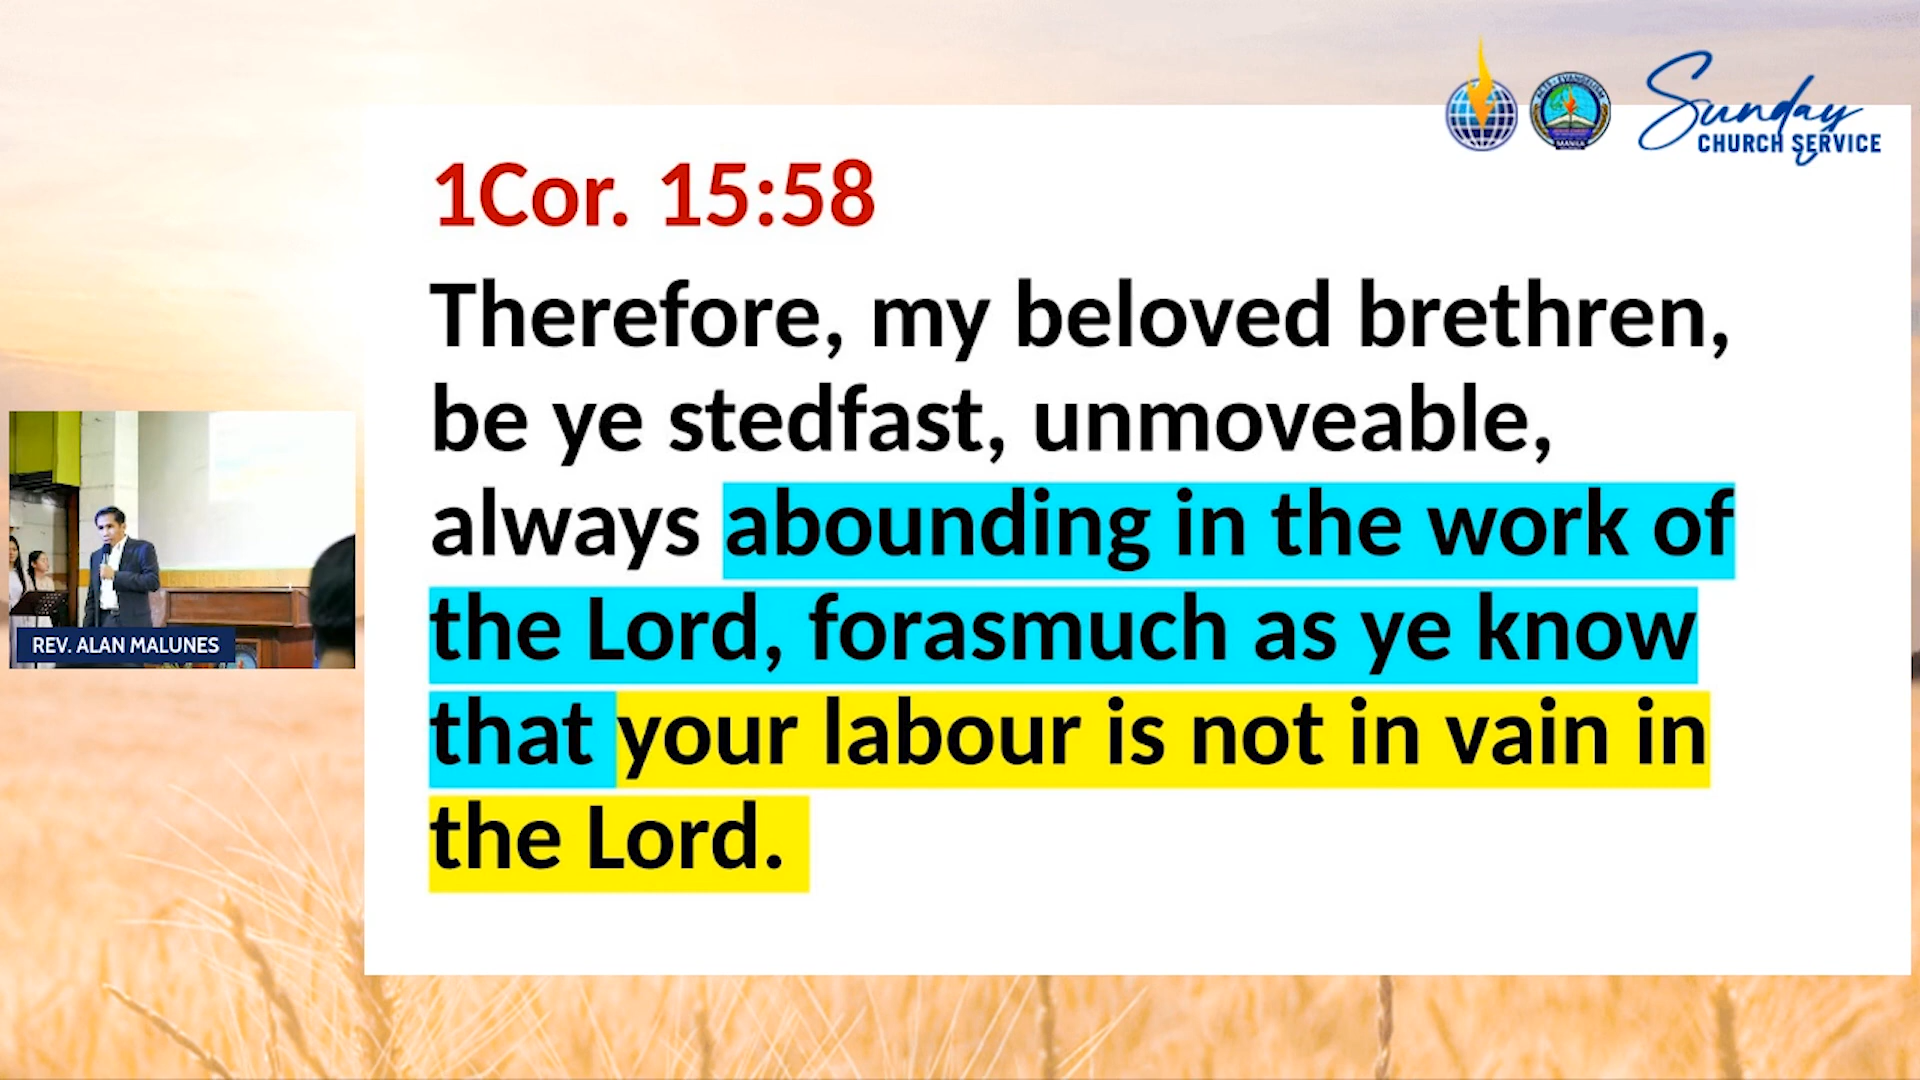 Sunday
CHURCH SERVICE
1Cor. 15:58
Therefore, my beloved brethren,
be ye stedfast, unmoveable,
always abounding in the work of
the Lord, forasmuch as ye know
that your labour is not in vain in
the Lord.
REV. ALAN MALUNES
MANILA